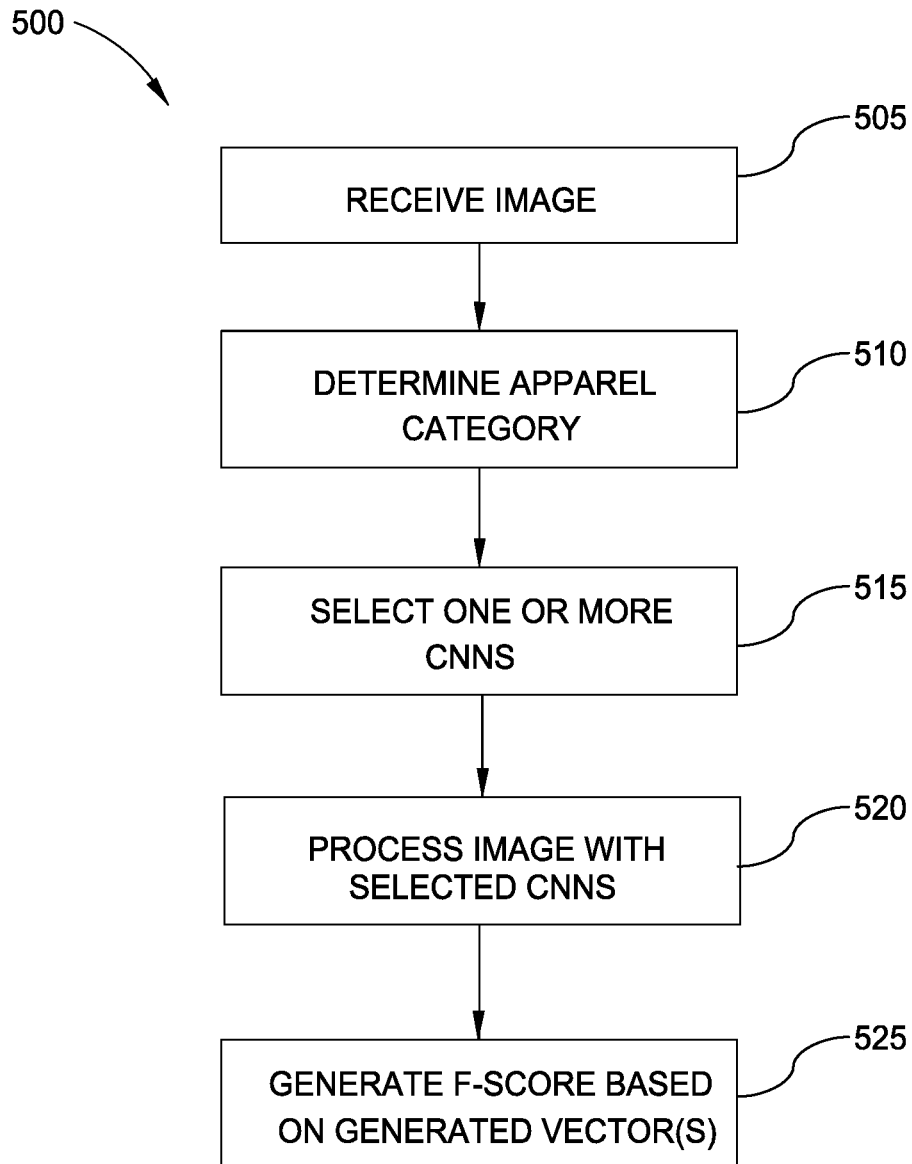 500
505
RECEIVE IMAGE
510
DETERMINE APPAREL
CATEGORY
515
SELECT ONE OR MORE
CNNS
520
PROCESS IMAGE WITH
SELECTED CNNS
525
GENERATE F-SCORE BASED
ON GENERATED VECTOR(S)